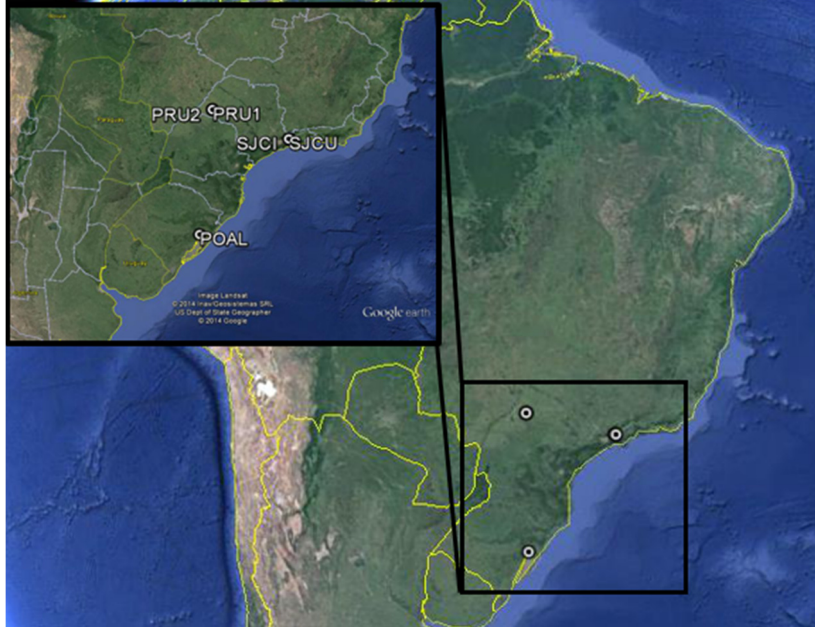 PRU2 PRU1
SJCI SJCU
POAL
Paraguay
Image Landsat
© 2014 Inav/Geosistemas SRL
US Dept of State Geographer
© 2014 Google
Google earth